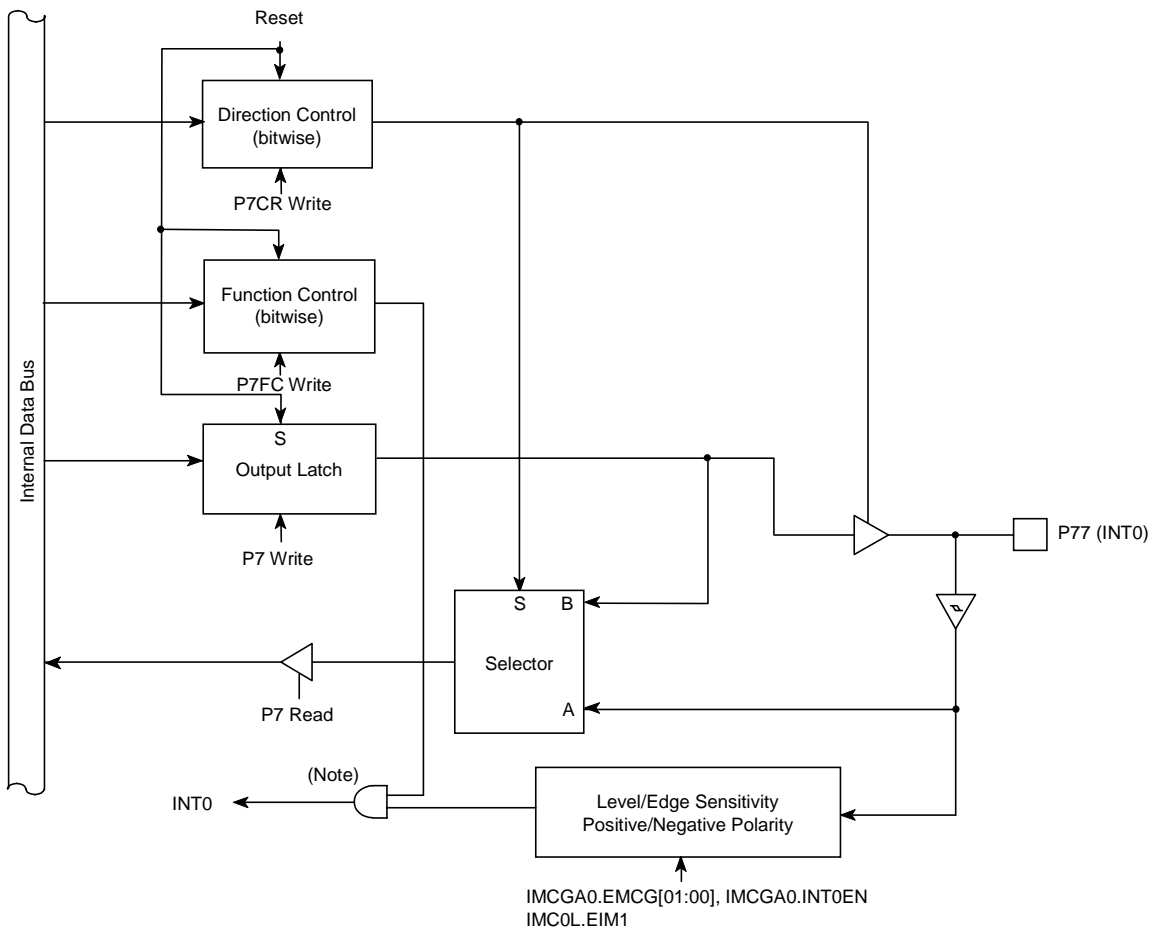 Reset
Direction Control
(bitwise)
P7CR Write
Function Control
(bitwise)
P7FC Write
Internal Data Bus
S
Output Latch
P7 Write
P77 (INT0)
S
B
Selector
A
P7 Read
(Note)
INT0
Level/Edge Sensitivity
Positive/Negative Polarity
IMCGA0.EMCG[01:00], IMCGA0.INT0EN
IMC0L.EIM1